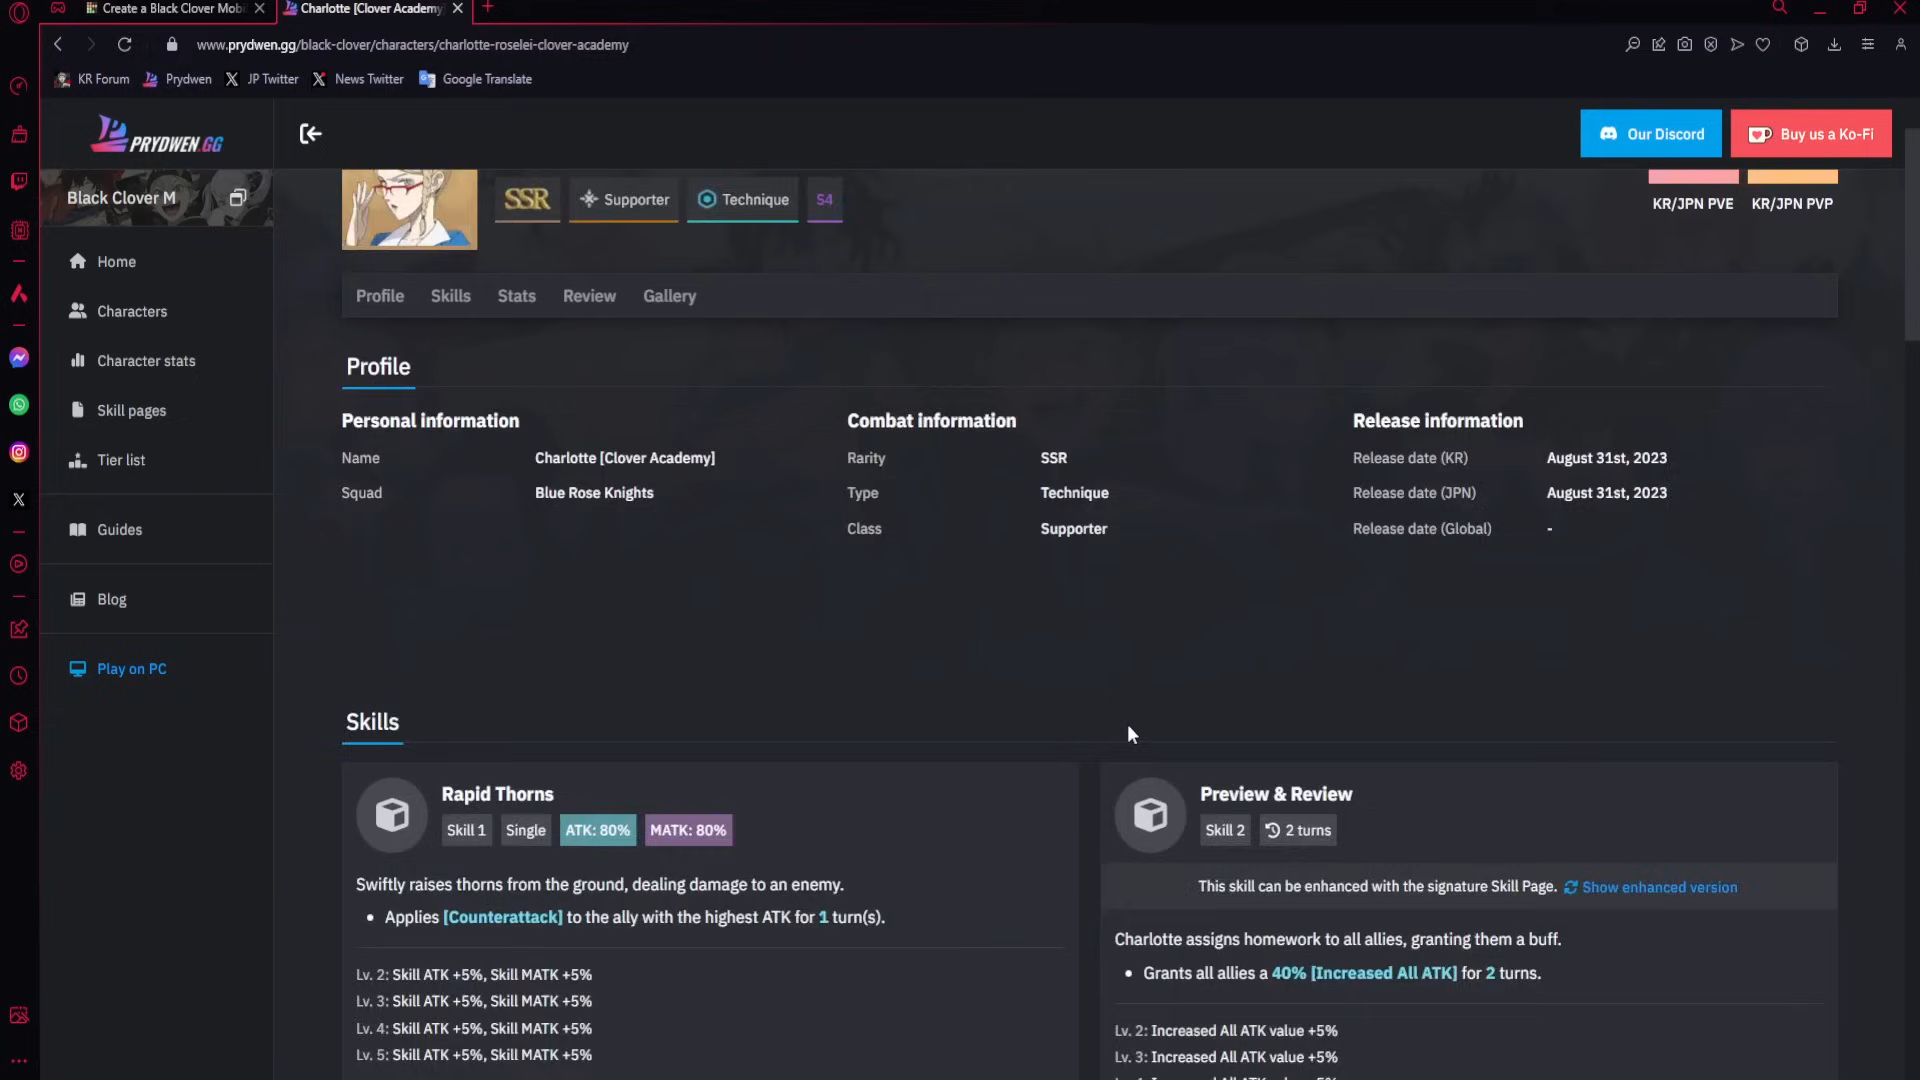 Create a Black Clover Mobi
Charlotte [Clover Academy]
www.prydwen.gg/black-clover/characters/charlotte-roselei-clover-academy
KR Forum
Prydwen
JP Twitter
News Twitter
Google Translate
PRYDWEN.GG
Our Discord
Buy us a Ko-Fi
Black Clover M
SSR
Supporter
Technique
S4
KR/JPN PVE
KR/JPN PVP
Home
Characters
Character stats
Skill pages
Tier list
Guides
Blog
Play on PC
Profile
Skills
Stats
Review
Gallery
Profile
Personal information
Name Charlotte [Clover Academy]
Squad Blue Rose Knights
Combat information
Rarity SSR
Type Technique
Class Supporter
Release information
Release date (KR) August 31st, 2023
Release date (JPN) August 31st, 2023
Release date (Global) -
Skills
Rapid Thorns
Skill 1 Single ATK: 80% MATK: 80%
Swiftly raises thorns from the ground, dealing damage to an enemy.
• Applies [Counterattack] to the ally with the highest ATK for 1 turn(s).
Lv. 2: Skill ATK +5%, Skill MATK +5%
Lv. 3: Skill ATK +5%, Skill MATK +5%
Lv. 4: Skill ATK +5%, Skill MATK +5%
Lv. 5: Skill ATK +5%, Skill MATK +5%
Preview & Review
Skill 2 2 turns
This skill can be enhanced with the signature Skill Page. Show enhanced version
Charlotte assigns homework to all allies, granting them a buff.
• Grants all allies a 40% [Increased All ATK] for 2 turns.
Lv. 2: Increased All ATK value +5%
Lv. 3: Increased All ATK value +5%